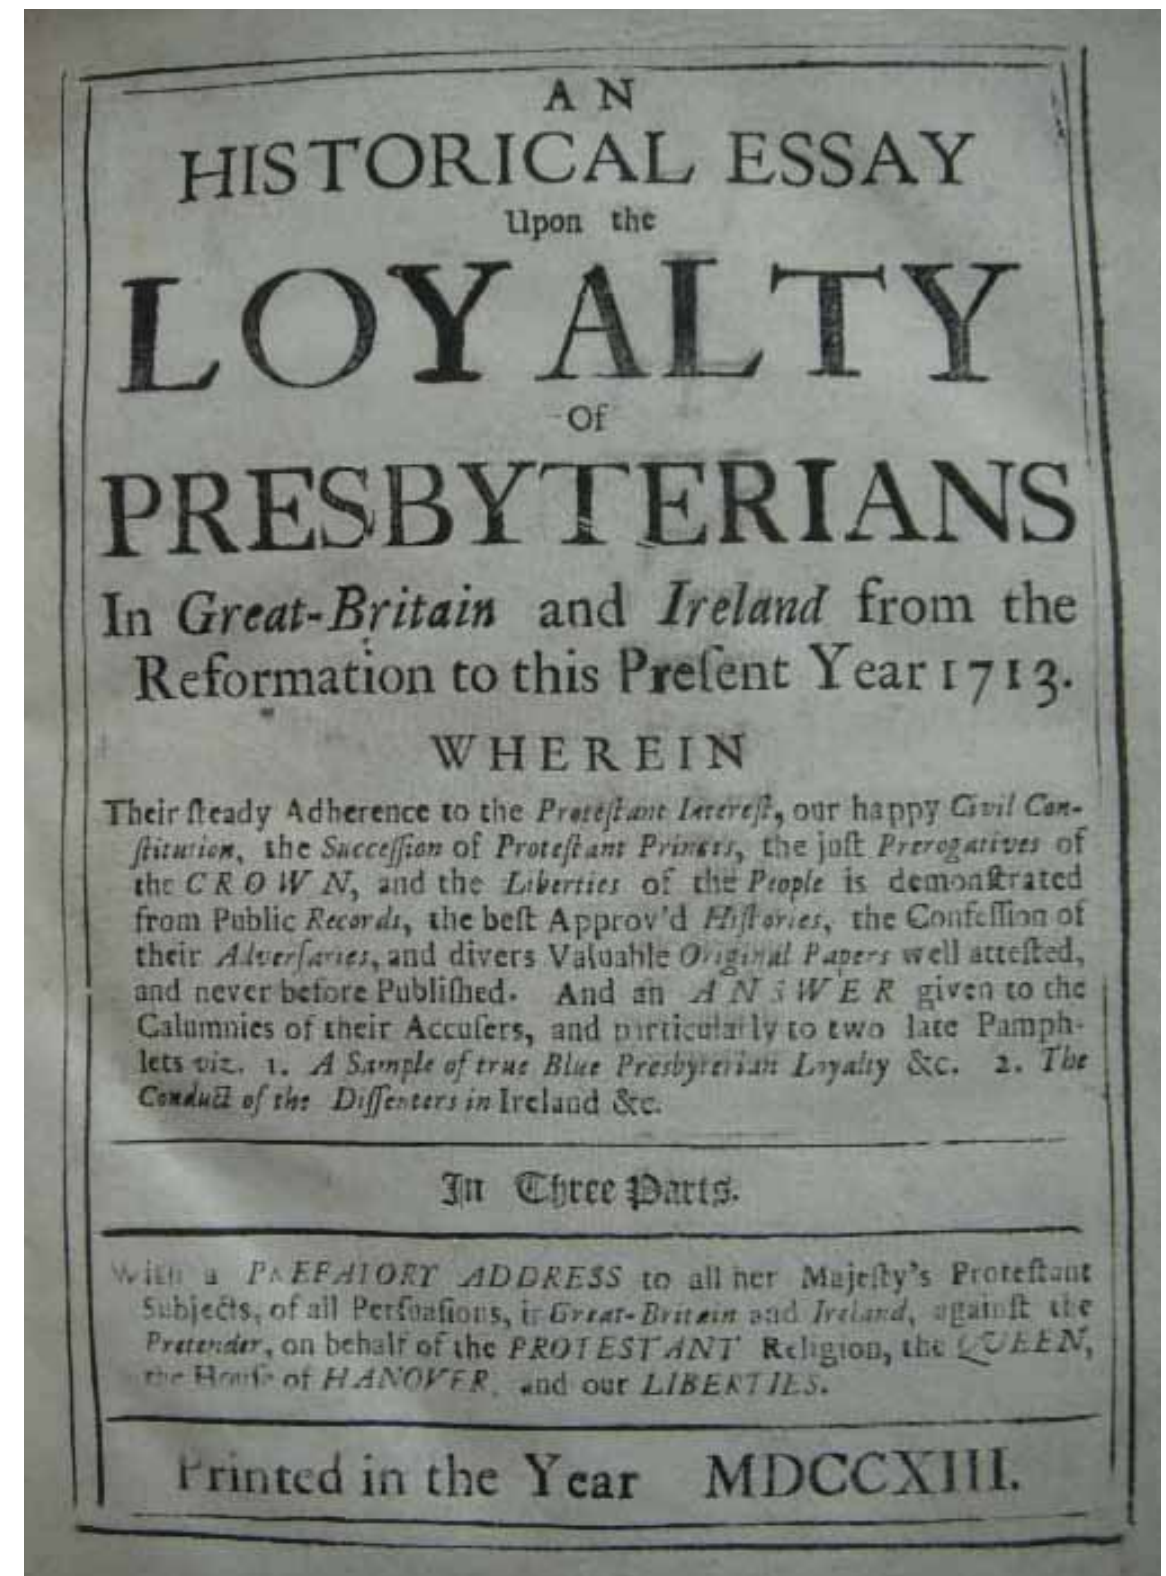 AN
HISTORICAL ESSAY
Upon the
LOYALTY
Of
PRESBYTERIANS
In Great-Britain and Ireland from the
Reformation to this Preſent Year 1713.
WHEREIN
Their ſteady Adherence to the Proteſtant Intereſt, our happy Civil Con-
ſtitution, the Succeſſion of Proteſtant Princes, the juſt Prerogatives of
the CROWN, and the Liberties of the People is demonſtrated
from Public Records, the beſt Approv'd Hiſtories, the Confeſſion of
their Adverſaries, and divers Valuable Original Papers well atteſted,
and never before Publiſhed. And an ANSWER given to the
Calumnies of their Accuſers, and particularly to two late Pamph-
lets viz. 1. A Sample of true Blue Presbyterian Loyalty &c. 2. The
Conduct of the Diſſenters in Ireland &c.
In Three Parts.
With a PREFATORY ADDRESS to all her Majeſty's Proteſtant
Subjects, of all Perſuaſions, in Great-Britain and Ireland, againſt the
Pretender, on behalf of the PROTESTANT Religion, the QUEEN,
the Houſe of HANOVER, and our LIBERTIES.
Printed in the Year MDCCXIII.